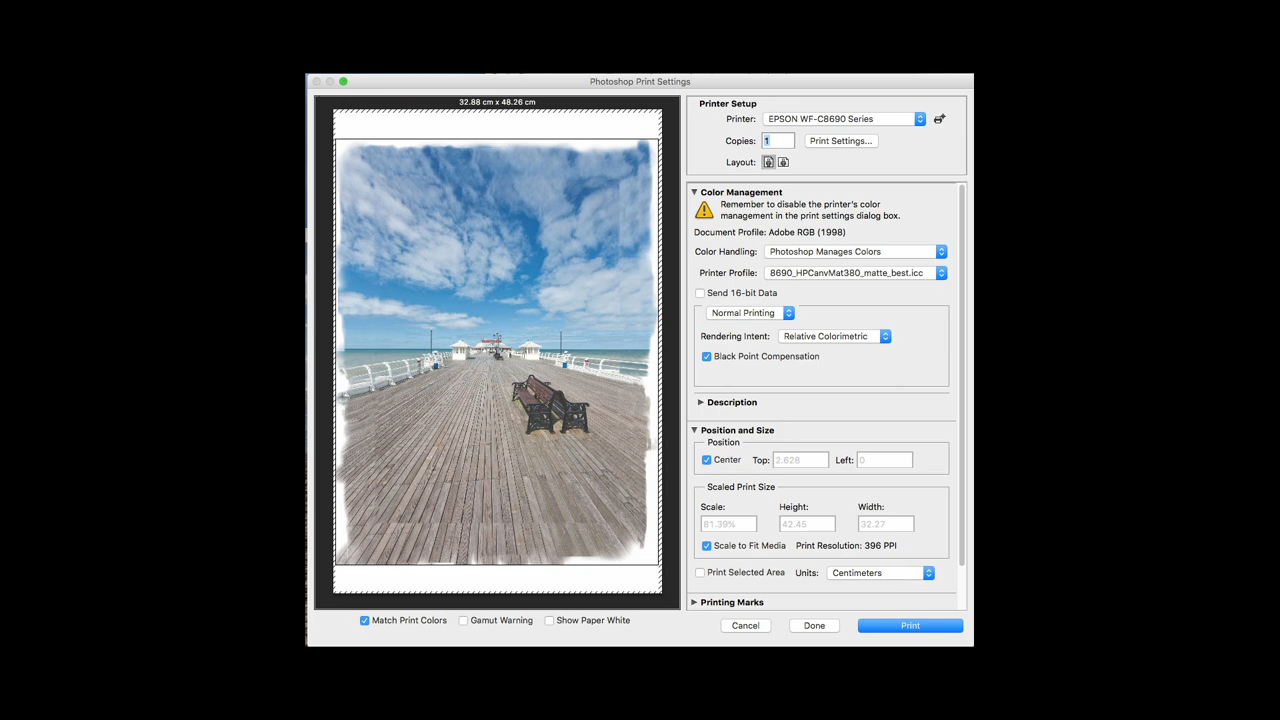 Photoshop Print Settings
32.88 cm x 48.26 cm
Printer Setup
Printer: EPSON WF-C8690 Series
Copies: 1 Print Settings...
Layout:
Color Management
Remember to disable the printer's color
management in the print settings dialog box.
Document Profile: Adobe RGB (1998)
Color Handling: Photoshop Manages Colors
Printer Profile: 8690_HPCanvMat380_matte_best.icc
Send 16-bit Data
Normal Printing
Rendering Intent: Relative Colorimetric
Black Point Compensation
Description
Position and Size
Position
Center Top: 2.628 Left: 0
Scaled Print Size
Scale: Height: Width:
81.39% 42.45 32.27
Scale to Fit Media Print Resolution: 396 PPI
Print Selected Area Units: Centimeters
Printing Marks
Match Print Colors Gamut Warning Show Paper White
Cancel Done Print